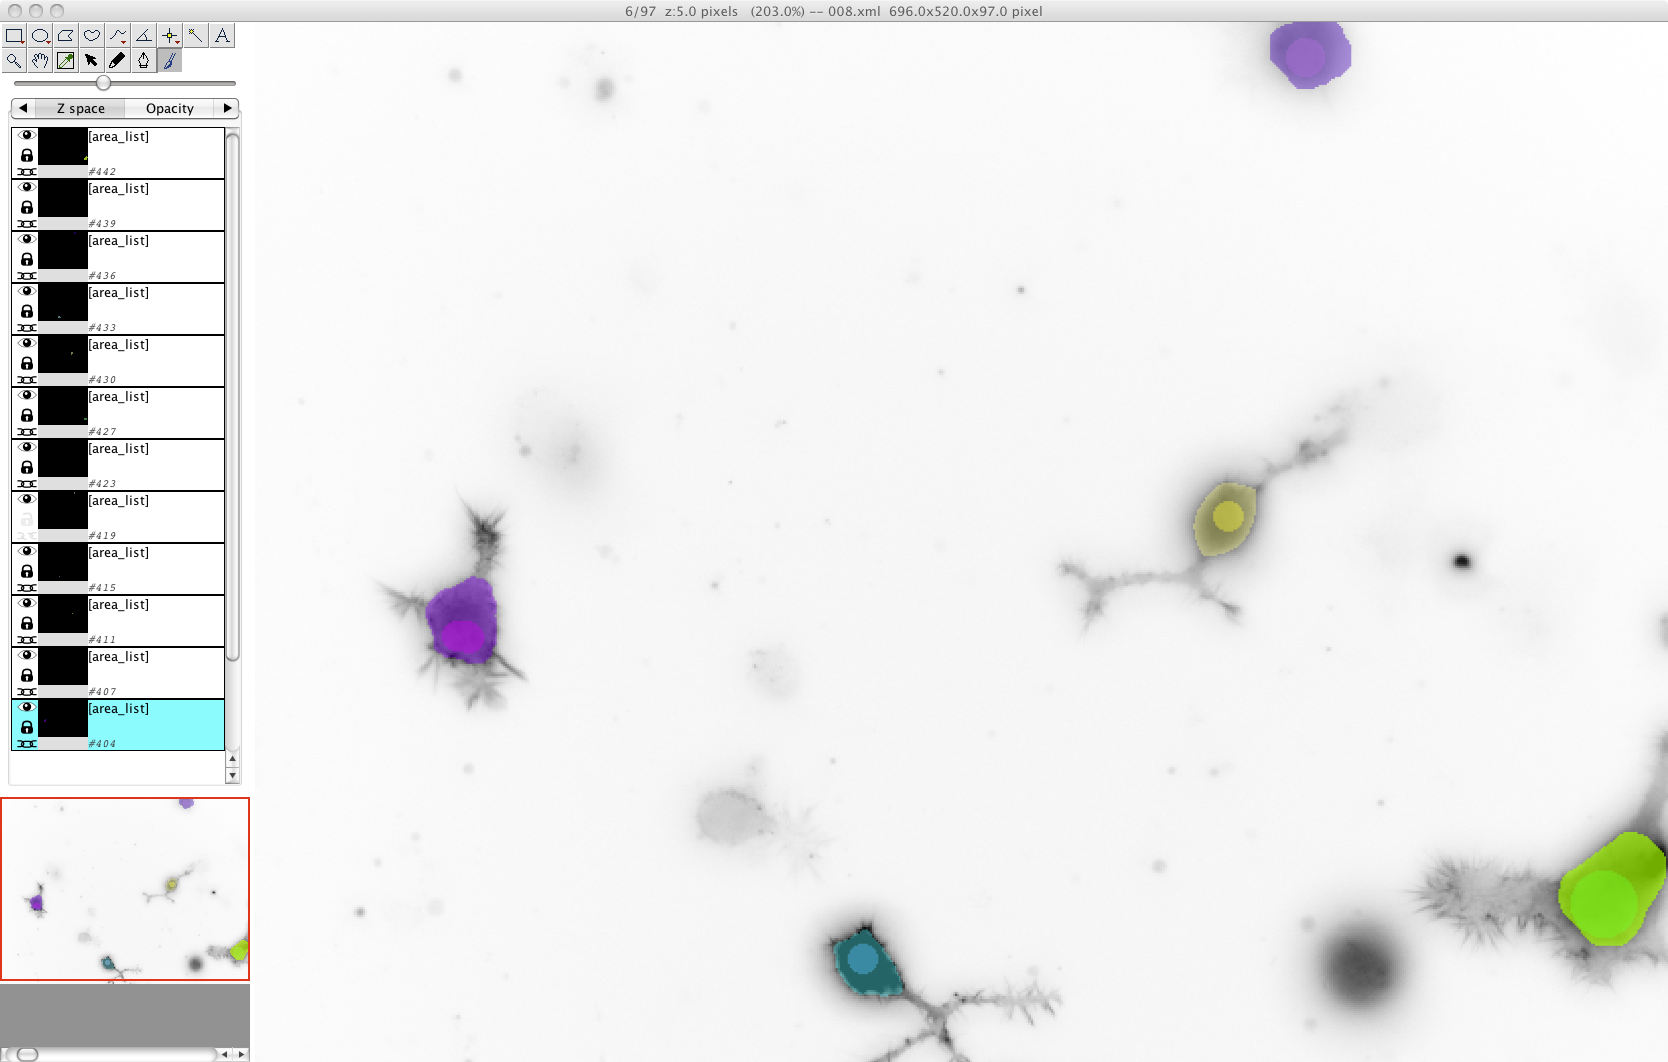 6/97 z:5.0 pixels (203.0%) -- 008.xml 696.0x520.0x97.0 pixel
A
Z space Opacity
[area_list]
#442
[area_list]
#439
[area_list]
#436
[area_list]
#433
[area_list]
#430
[area_list]
#427
[area_list]
#423
[area_list]
#419
[area_list]
#415
[area_list]
#411
[area_list]
#407
[area_list]
#404